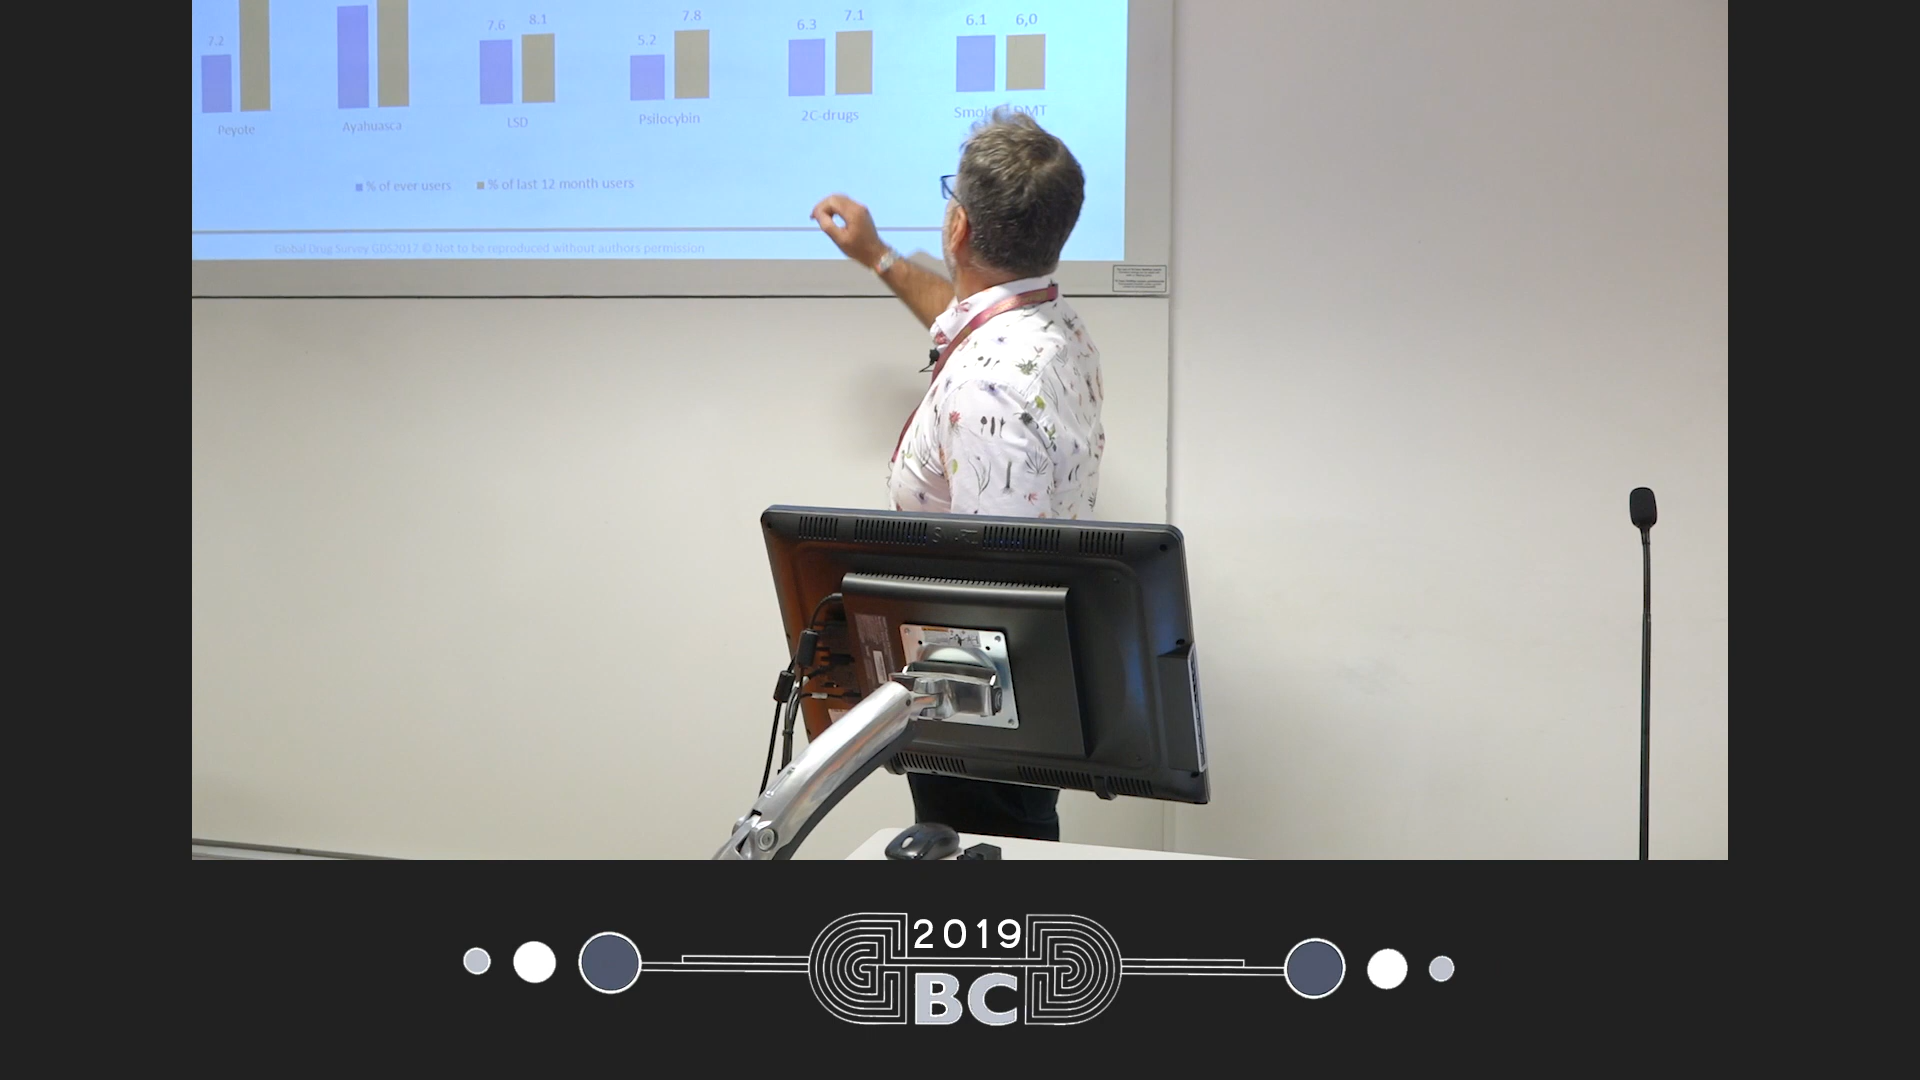 7.2
7.6 8.1
5.2 7.8
6.3 7.1
6.1 6,0
Peyote
Ayahuasca
LSD
Psilocybin
2C-drugs
Smok DMT
% of ever users % of last 12 month users
Global Drug Survey GDS2017 © Not to be reproduced without authors permission
2019
BC